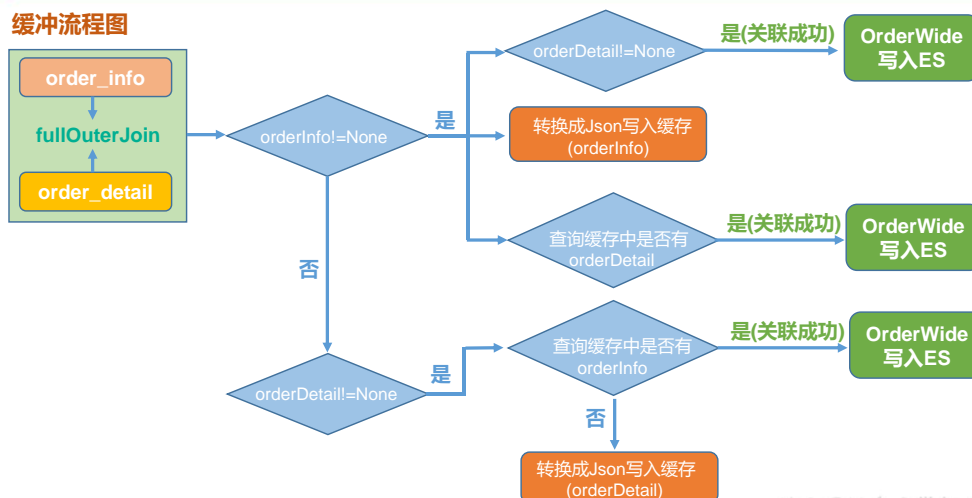 缓冲流程图
order_info
fullOuterJoin
order_detail
orderInfo!=None
是
否
orderDetail!=None
是(关联成功)
OrderWide
写入ES
转换成Json写入缓存
(orderInfo)
查询缓存中是否有
orderDetail
是(关联成功)
OrderWide
写入ES
orderDetail!=None
是
查询缓存中是否有
orderInfo
是(关联成功)
OrderWide
写入ES
否
转换成Json写入缓存
(orderDetail)